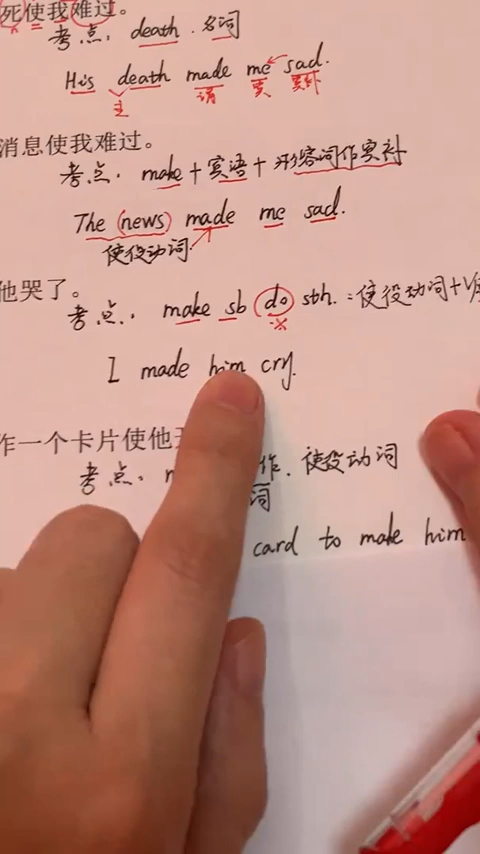 死使我难过。
考点：death. 名词
His death made me sad.
主 谓 宾 宾补
消息使我难过。
考点：make+宾语+形容词作宾补
The (news) made me sad.
使役动词
他哭了。
考点：make sb do sth.：使役动词+
I made him cry.
作一个卡片使他
考点：作. 使役动词
词
card to make him